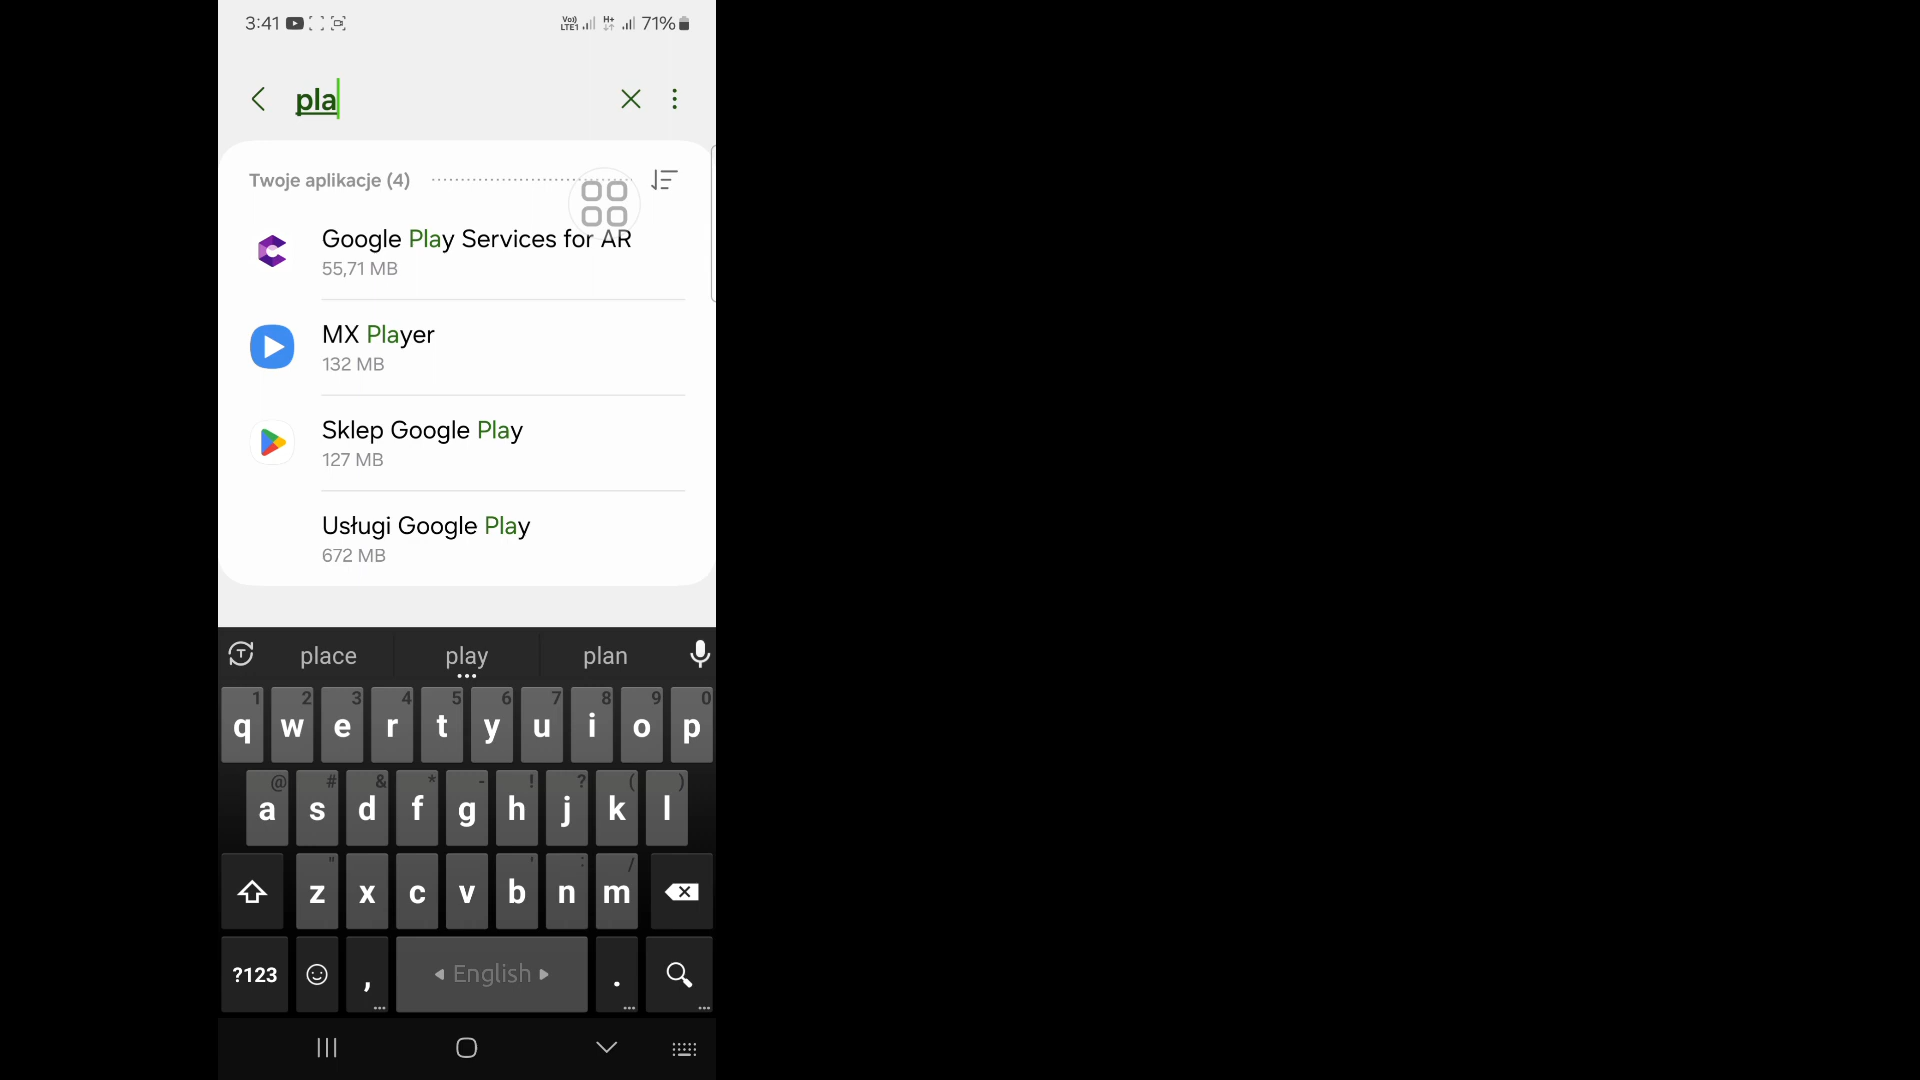 3:41 Vo)) LTE1 H+ 71%
pla
Twoje aplikacje (4)
Google Play Services for AR
55,71 MB
MX Player
132 MB
Sklep Google Play
127 MB
Usługi Google Play
672 MB
T place play plan
1 2 3 4 5 6 7 8 9 0
q w e r t y u i o p
@ # & * - ! ? ( )
a s d f g h j k l
" ' : /
z x c v b n m
?123 , English .